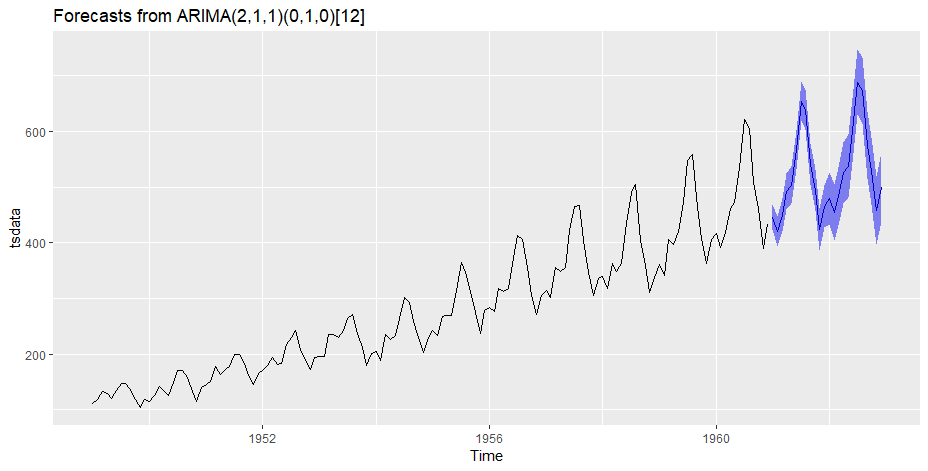 Forecasts from ARIMA(2,1,1)(0,1,0)[12]
tsdata
600
400
200
1952 1956 1960
Time